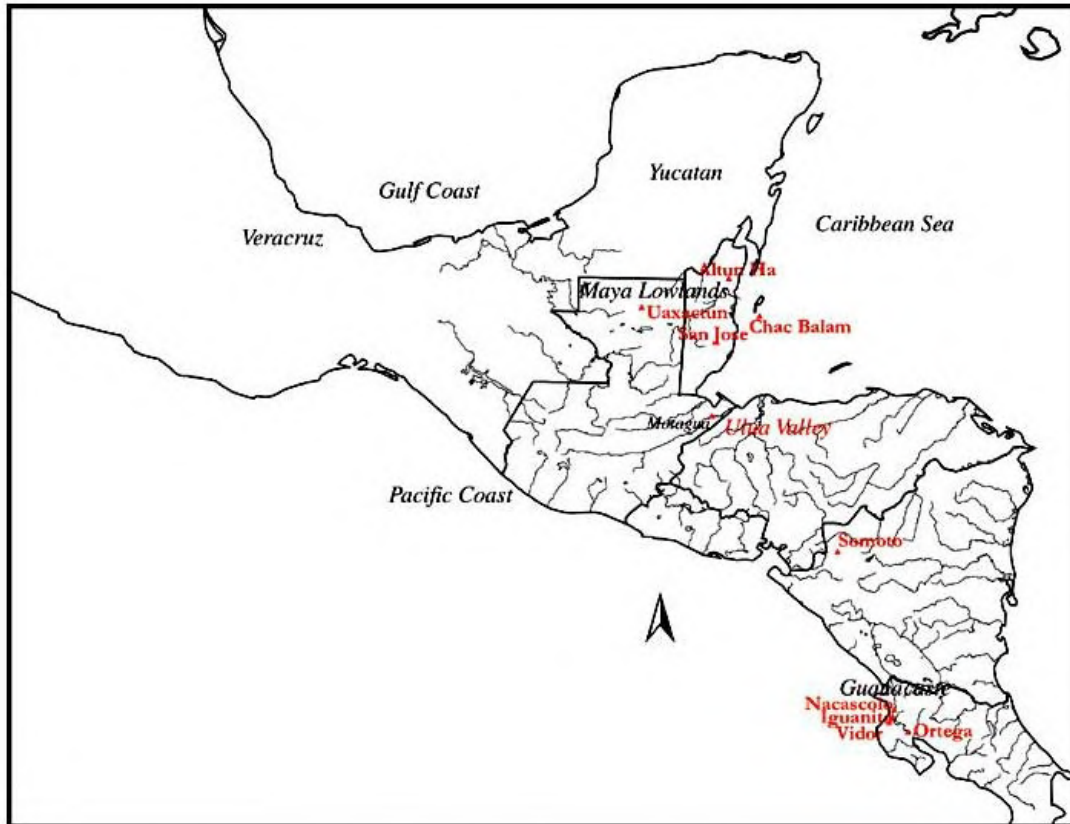 Yucatan
Gulf Coast
Caribbean Sea
Veracruz
Altun Ha
Maya Lowlands
Uaxactun
Chac Balam
San Jose
Motagua
Ulua Valley
Pacific Coast
Somoto
Guanacaste
Nacascolo
Iguanita
Vidor
Ortega